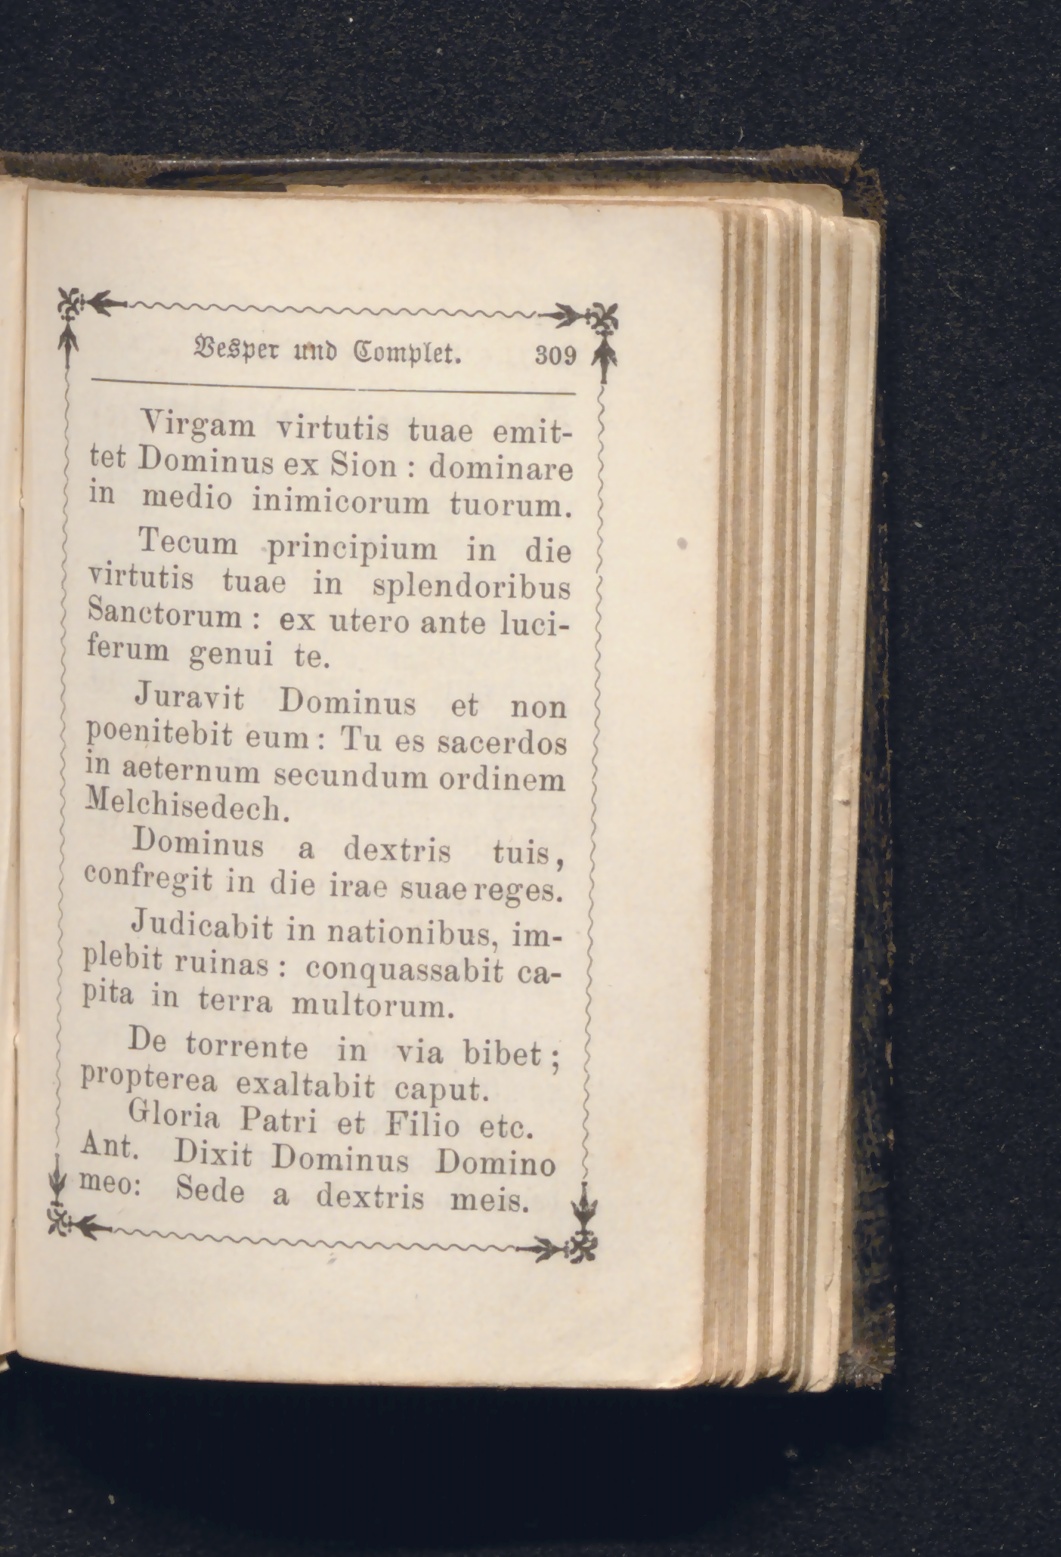 Vesper und Complet. 309
Virgam virtutis tuae emit-
tet Dominus ex Sion : dominare
in medio inimicorum tuorum.
Tecum principium in die
virtutis tuae in splendoribus
Sanctorum : ex utero ante luci-
ferum genui te.
Juravit Dominus et non
poenitebit eum : Tu es sacerdos
in aeternum secundum ordinem
Melchisedech.
Dominus a dextris tuis,
confregit in die irae suae reges.
Judicabit in nationibus, im-
plebit ruinas : conquassabit ca-
pita in terra multorum.
De torrente in via bibet ;
propterea exaltabit caput.
Gloria Patri et Filio etc.
Ant. Dixit Dominus Domino
meo: Sede a dextris meis.